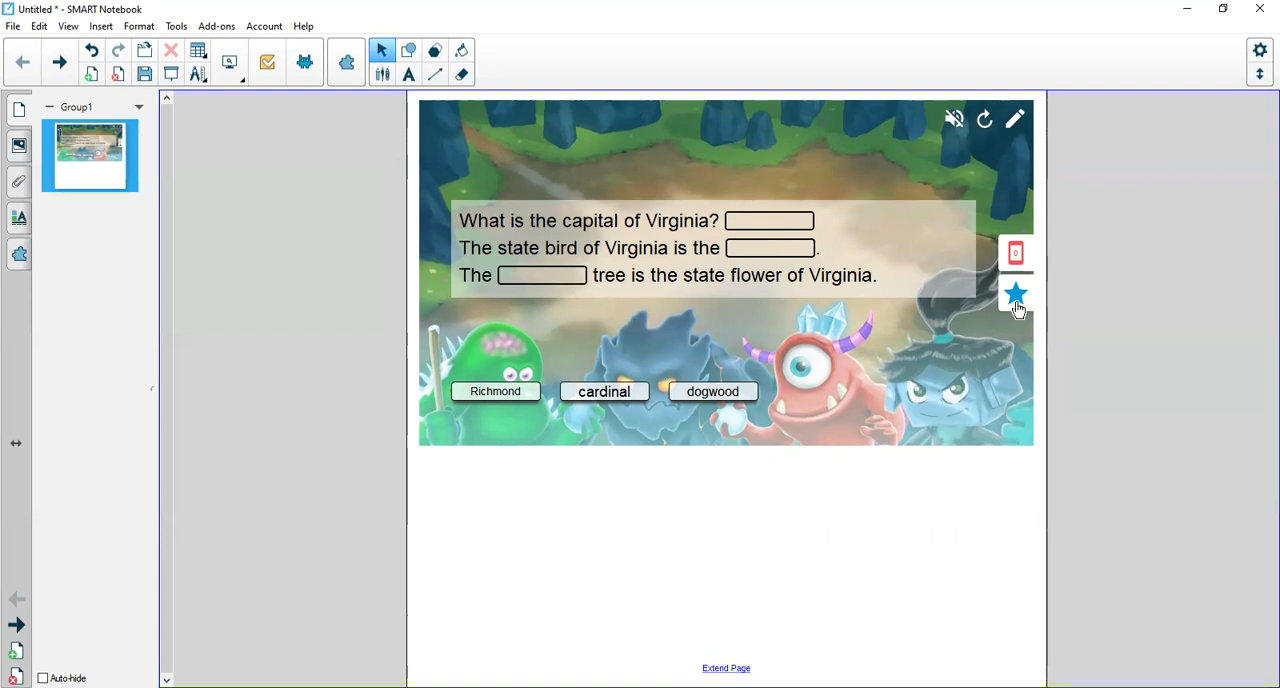 Untitled * - SMART Notebook
File Edit View Insert Format Tools Add-ons Account Help
Group1
What is the capital of Virginia?
The state bird of Virginia is the .
The tree is the state flower of Virginia.
Richmond cardinal dogwood
Extend Page
Auto-hide